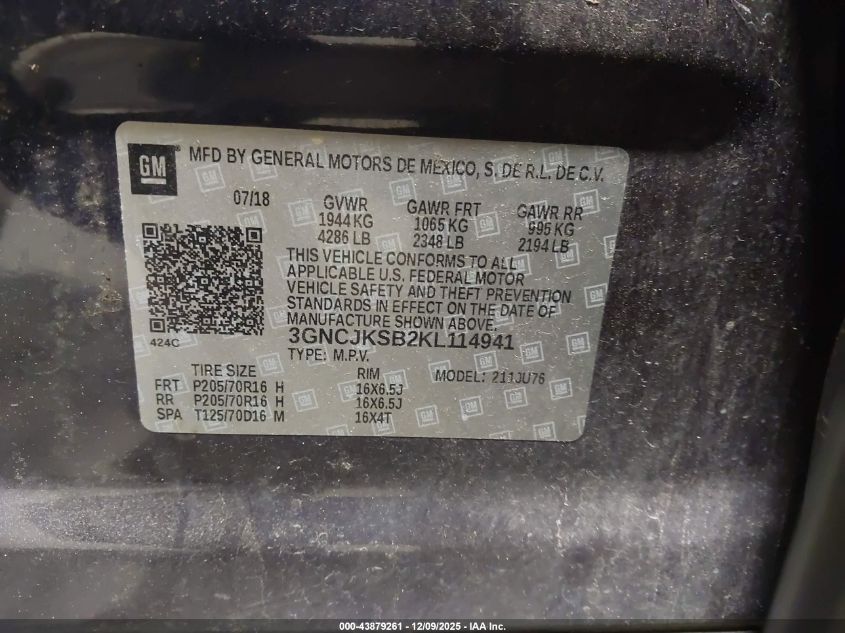 GM
MFD BY GENERAL MOTORS DE MEXICO, S. DE R.L. DE C.V.
07/18
GVWR GAWR FRT GAWR RR
1944 KG 1065 KG 995 KG
4286 LB 2348 LB 2194 LB
THIS VEHICLE CONFORMS TO ALL
APPLICABLE U.S. FEDERAL MOTOR
VEHICLE SAFETY AND THEFT PREVENTION
STANDARDS IN EFFECT ON THE DATE OF
MANUFACTURE SHOWN ABOVE.
424C
3GNCJKSB2KL114941
TYPE: M.P.V.
TIRE SIZE RIM MODEL: 211JU76
FRT P205/70R16 H 16X6.5J
RR P205/70R16 H 16X6.5J
SPA T125/70D16 M 16X4T
000-43879261 - 12/09/2025 - IAA Inc.